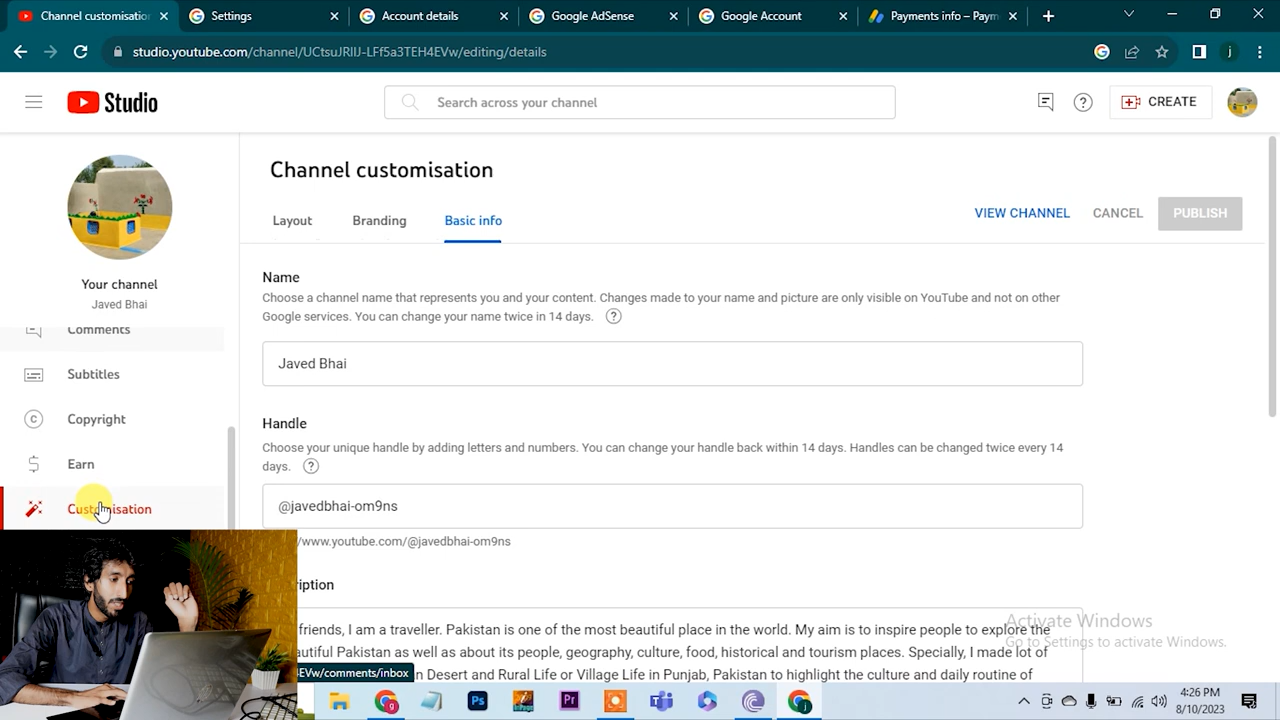 Channel customisation
Settings
Account details
Google AdSense
Google Account
Payments info – Paym
studio.youtube.com/channel/UCtsuJRIIJ-LFf5a3TEH4EVw/editing/details
j
Studio
Search across your channel
CREATE
Channel customisation
Layout
Branding
Basic info
VIEW CHANNEL
CANCEL
PUBLISH
Your channel
Javed Bhai
Comments
Subtitles
Copyright
Earn
Customisation
Name
Choose a channel name that represents you and your content. Changes made to your name and picture are only visible on YouTube and not on other
Google services. You can change your name twice in 14 days.
Javed Bhai
Handle
Choose your unique handle by adding letters and numbers. You can change your handle back within 14 days. Handles can be changed twice every 14
days.
@javedbhai-om9ns
/www.youtube.com/@javedbhai-om9ns
ription
friends, I am a traveller. Pakistan is one of the most beautiful place in the world. My aim is to inspire people to explore the
autiful Pakistan as well as about its people, geography, culture, food, historical and tourism places. Specially, I made lot of
n Desert and Rural Life or Village Life in Punjab, Pakistan to highlight the culture and daily routine of
4EVw/comments/inbox
Activate Windows
Go to Settings to activate Windows.
4:26 PM
8/10/2023